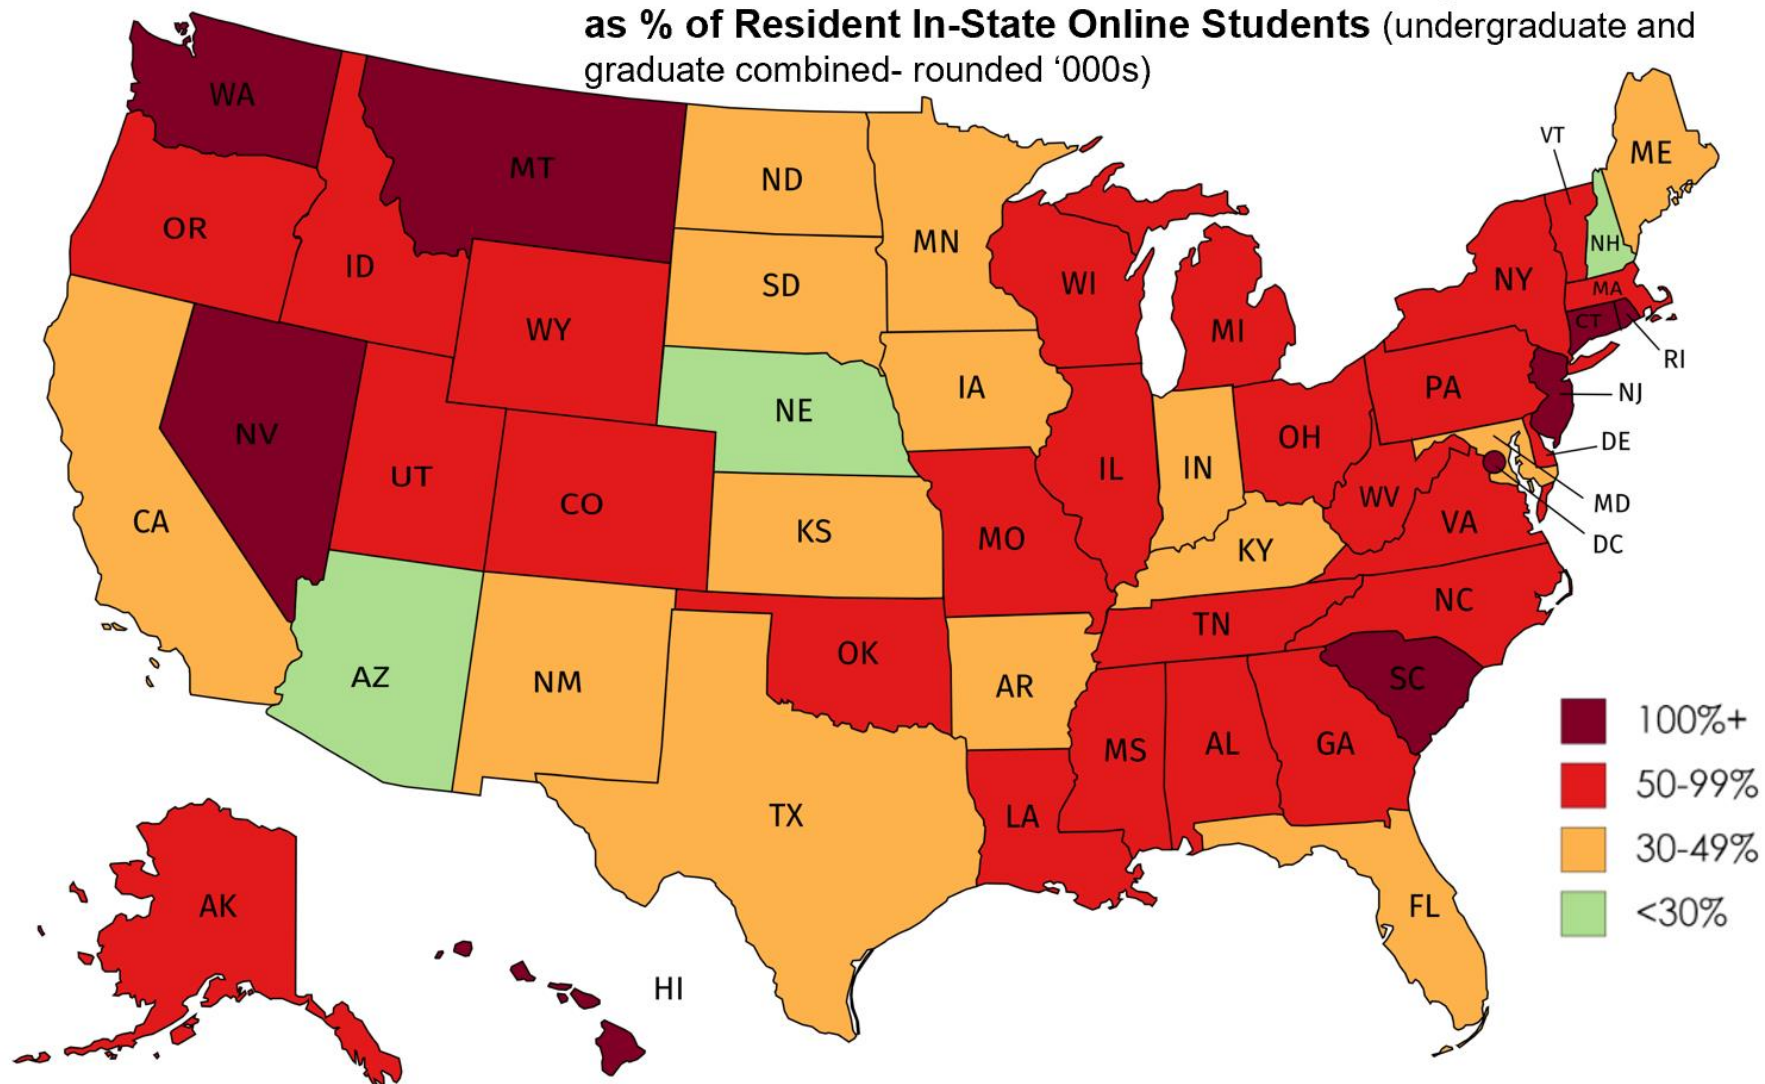 as % of Resident In-State Online Students (undergraduate and
graduate combined- rounded ‘000s)
WA
MT
ND
MN
VT
ME
OR
ID
SD
WI
NH
NY
MA
WY
MI
CT
RI
IA
PA
NJ
NE
NV
OH
DE
UT
IL
IN
CO
WV
MD
CA
KS
MO
VA
KY
DC
NC
TN
OK
AZ
NM
AR
SC
MS
AL
GA
100%+
50-99%
TX
LA
30-49%
AK
FL
<30%
HI